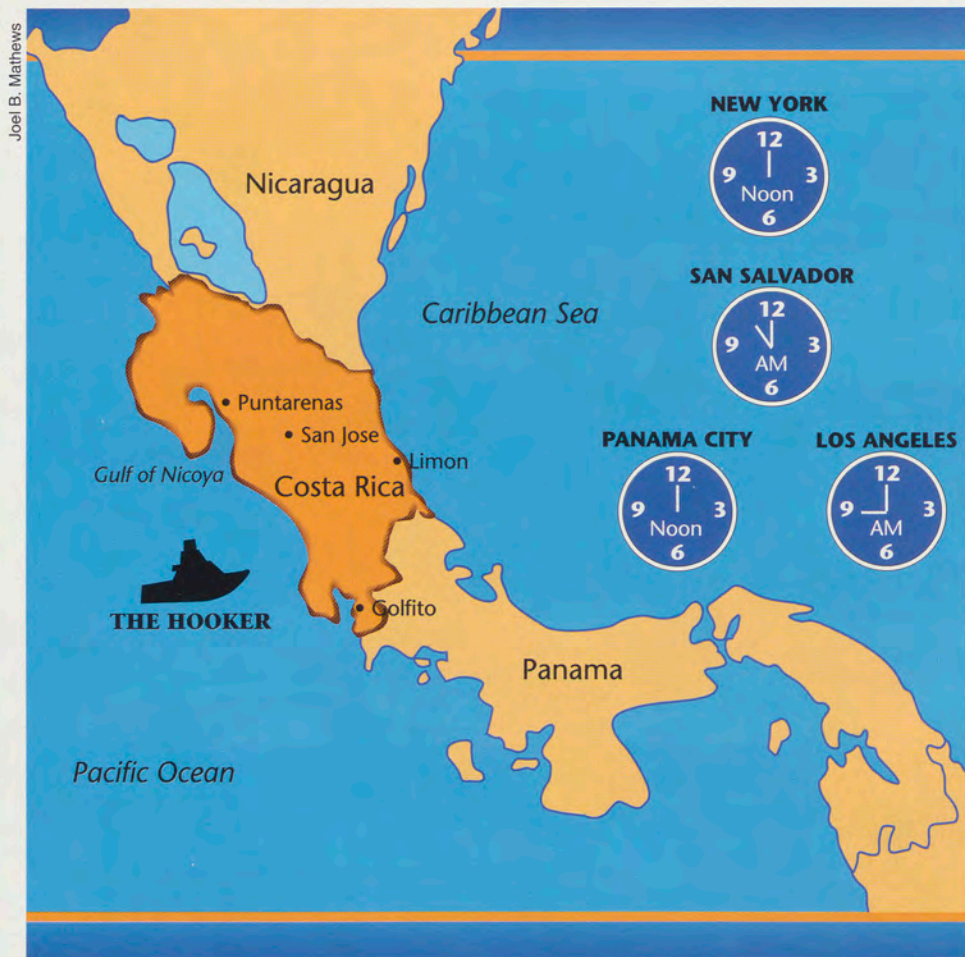 Joel B. Mathews
NEW YORK
12
9
3
Noon
6
Nicaragua
SAN SALVADOR
12
9
3
AM
6
Caribbean Sea
Puntarenas
San Jose
Limon
Gulf of Nicoya
Costa Rica
PANAMA CITY
12
9
3
Noon
6
LOS ANGELES
12
9
3
AM
6
THE HOOKER
Golfito
Panama
Pacific Ocean